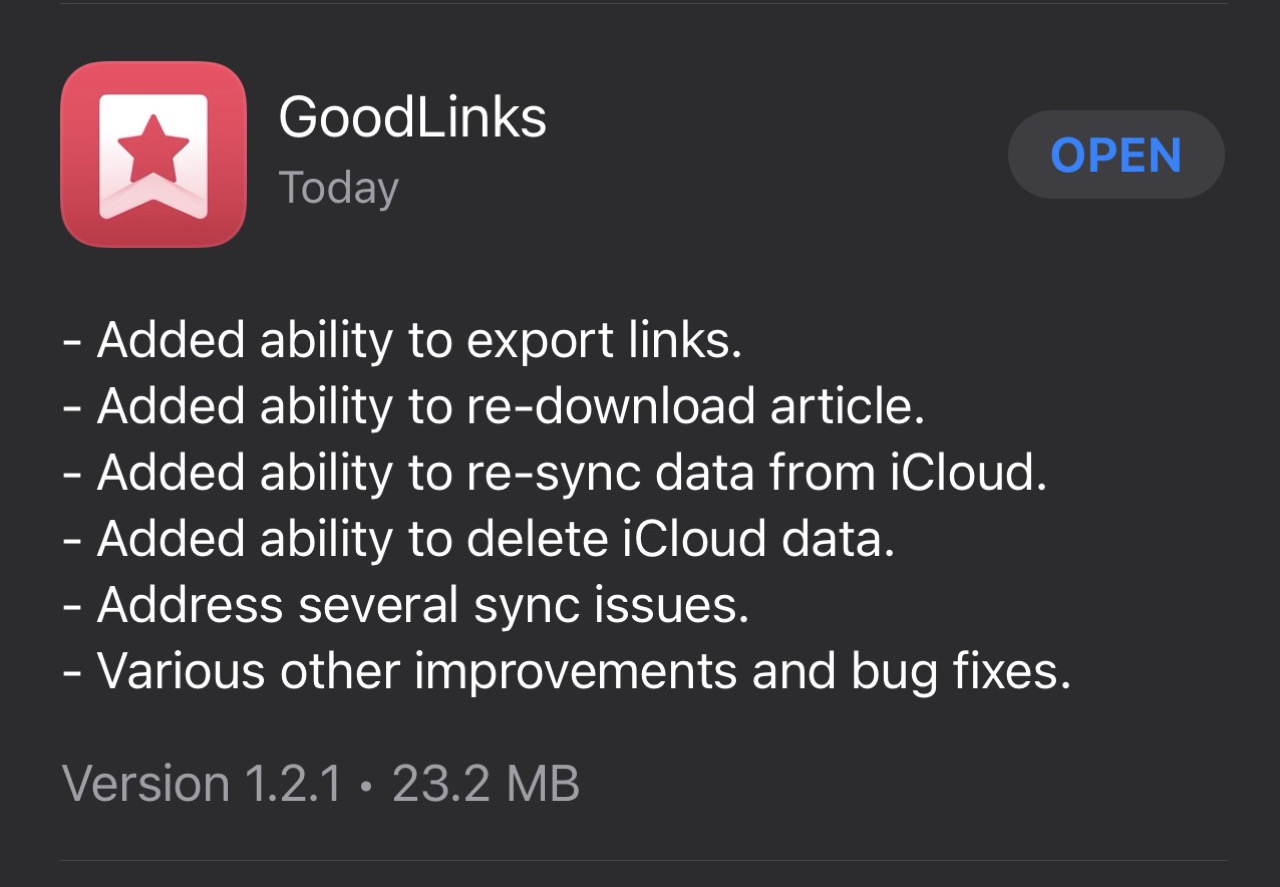 GoodLinks
Today
OPEN
- Added ability to export links.
- Added ability to re-download article.
- Added ability to re-sync data from iCloud.
- Added ability to delete iCloud data.
- Address several sync issues.
- Various other improvements and bug fixes.
Version 1.2.1 • 23.2 MB